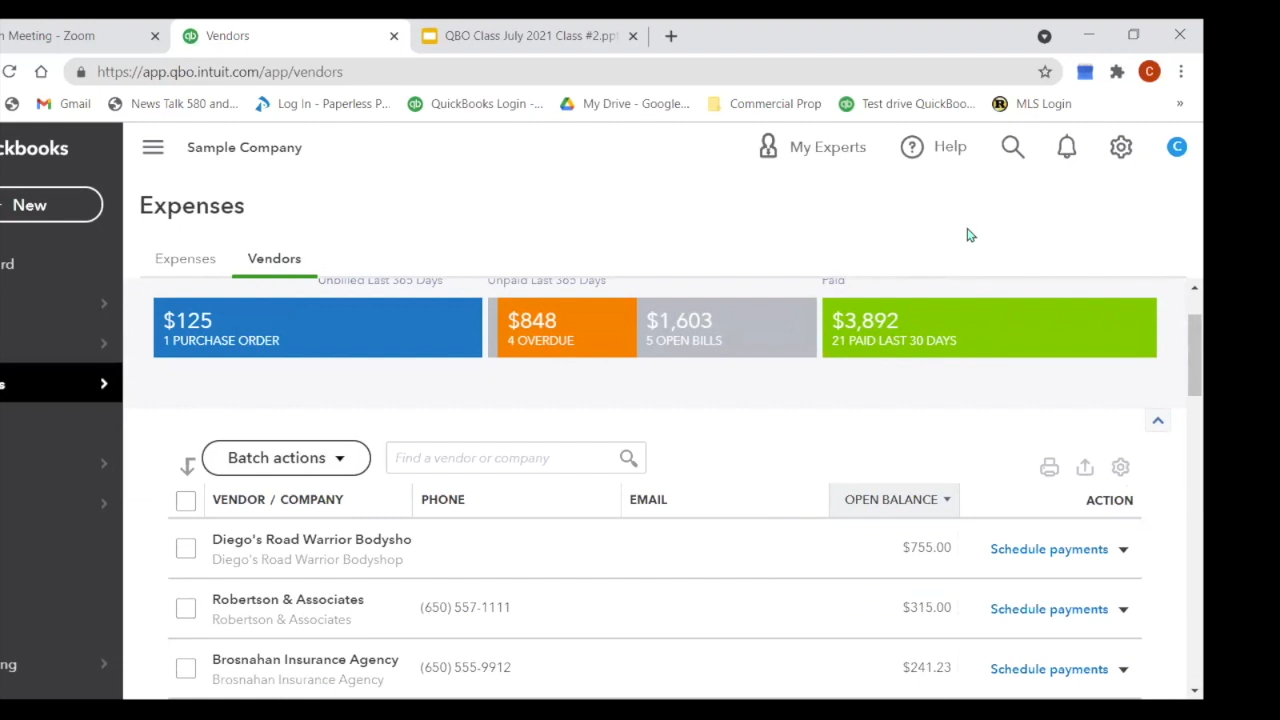 Meeting - Zoom
Vendors
QBO Class July 2021 Class #2.ppt
https://app.qbo.intuit.com/app/vendors
C
Gmail
News Talk 580 and...
Log In - Paperless P...
QuickBooks Login -...
My Drive - Google...
Commercial Prop
Test drive QuickBoo...
R
MLS Login
»
ckbooks
Sample Company
My Experts
Help
C
New
Expenses
rd
Expenses
Vendors
Unbilled Last 365 Days
Unpaid Last 365 Days
Paid
$125
1 PURCHASE ORDER
$848
4 OVERDUE
$1,603
5 OPEN BILLS
$3,892
21 PAID LAST 30 DAYS
s
Batch actions
Find a vendor or company
VENDOR / COMPANY
PHONE
EMAIL
OPEN BALANCE
ACTION
Diego's Road Warrior Bodysho
Diego's Road Warrior Bodyshop
$755.00
Schedule payments
Robertson & Associates
Robertson & Associates
(650) 557-1111
$315.00
Schedule payments
ng
Brosnahan Insurance Agency
Brosnahan Insurance Agency
(650) 555-9912
$241.23
Schedule payments